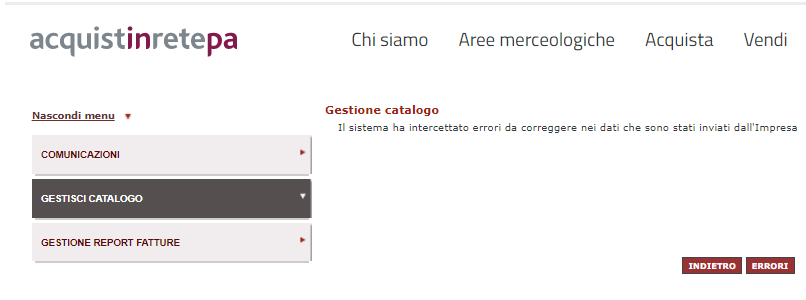 acquistinretepa
Chi siamo Aree merceologiche Acquista Vendi
Nascondi menu
COMUNICAZIONI
GESTISCI CATALOGO
GESTIONE REPORT FATTURE
Gestione catalogo
Il sistema ha intercettato errori da correggere nei dati che sono stati inviati dall'Impresa
INDIETRO ERRORI